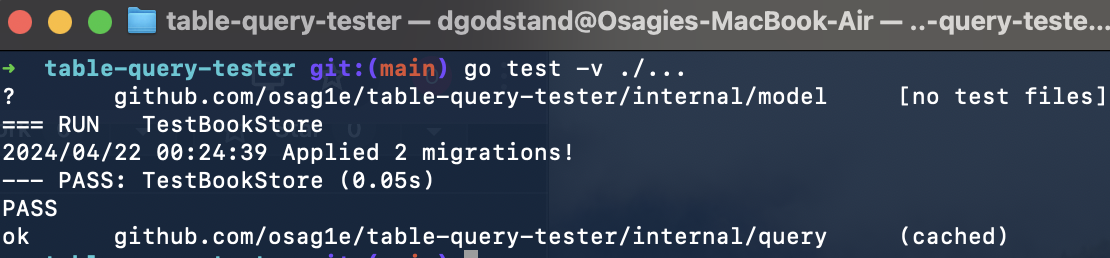 table-query-tester — dgodstand@Osagies-MacBook-Air — ..-query-teste...
➜ table-query-tester git:(main) go test -v ./...
? github.com/osag1e/table-query-tester/internal/model [no test files]
=== RUN TestBookStore
2024/04/22 00:24:39 Applied 2 migrations!
--- PASS: TestBookStore (0.05s)
PASS
ok github.com/osag1e/table-query-tester/internal/query (cached)